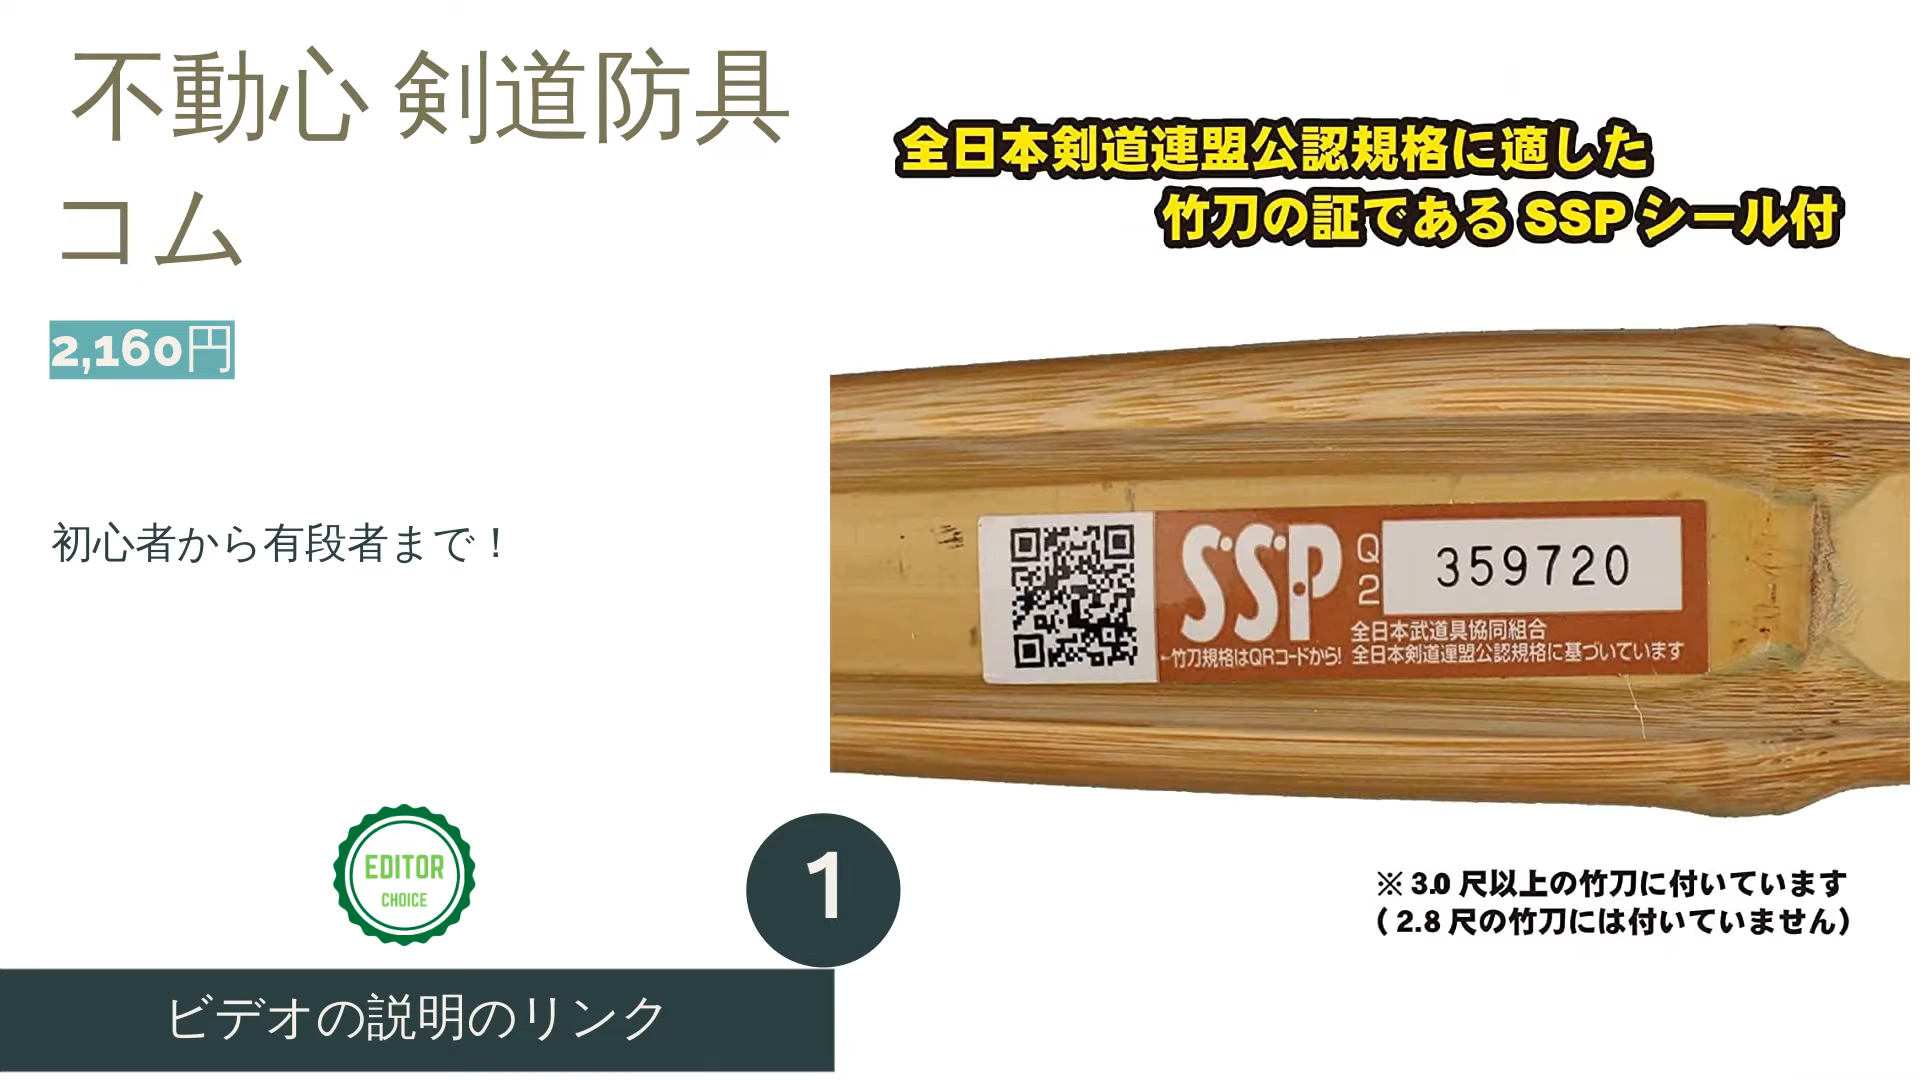 不動心 剣道防具
コム
2,160円
初心者から有段者まで！
EDITOR
CHOICE
1
ビデオの説明のリンク
全日本剣道連盟公認規格に適した
竹刀の証であるSSPシール付
SSP
Q
2
359720
全日本武道具協同組合
←竹刀規格はQRコードから!
全日本剣道連盟公認規格に基づいています
※3.0尺以上の竹刀に付いています
(2.8尺の竹刀には付いていません)